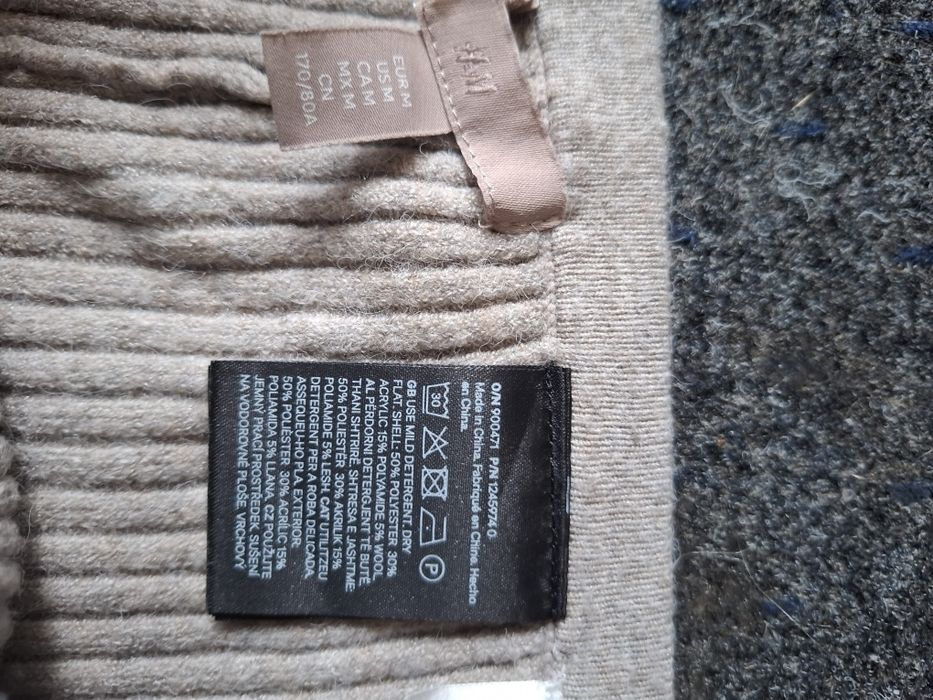 H&M
EUR M
US M
CA M
MX M
CN
170/80A
O/N 900471 P/N 1245974 0
Made in China. Fabriqué en Chine. Hecho
en China.
30
P
GB USE MILD DETERGENT. DRY
FLAT. SHELL: 50% POLYESTER 30%
ACRYLIC 15% POLYAMIDE 5% WOOL
AL PËRDORNI DETERGJENT TË BUTË.
THANI SHTRIRË. SHTRESA E JASHTME:
50% POLIESTËR 30% AKRILIK 15%
POLIAMIDE 5% LESH. CAT UTILITZEU
DETERGENT PER A ROBA DELICADA.
ASSEQUEU-HO PLA. EXTERIOR:
50% POLIÈSTER 30% ACRÍLIC 15%
POLIAMIDA 5% LLANA. CZ POUŽIJTE
JEMNÝ PRACÍ PROSTŘEDEK. SUŠENÍ
NA VODOROVNÉ PLOŠE. VRCHOVÝ